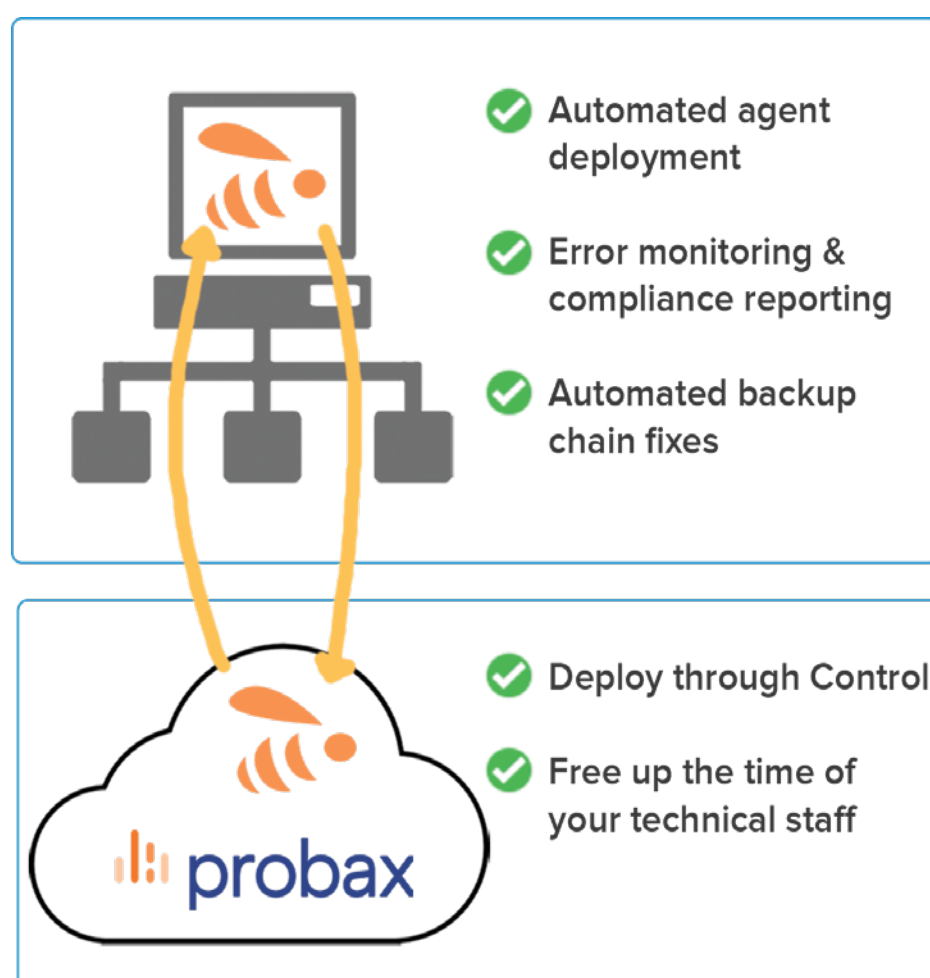 Automated agent
deployment
Error monitoring &
compliance reporting
Automated backup
chain fixes
Deploy through Control
Free up the time of
your technical staff
probax